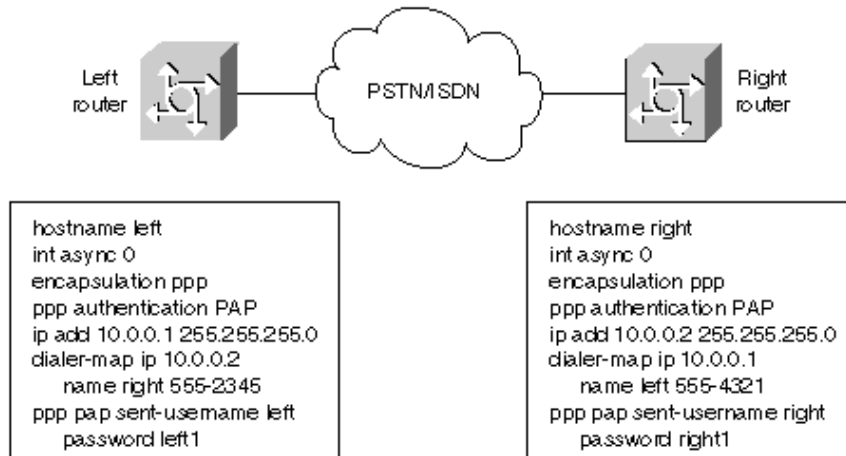 Left
router
PSTN/ISDN
Right
router
hostname left
int async 0
encapsulation ppp
ppp authentication PAP
ip add 10.0.0.1 255.255.255.0
dialer-map ip 10.0.0.2
name right 555-2345
ppp pap sent-username left
password left1
hostname right
int async 0
encapsulation ppp
ppp authentication PAP
ip add 10.0.0.2 255.255.255.0
dialer-map ip 10.0.0.1
name left 555-4321
ppp pap sent-username right
password right1